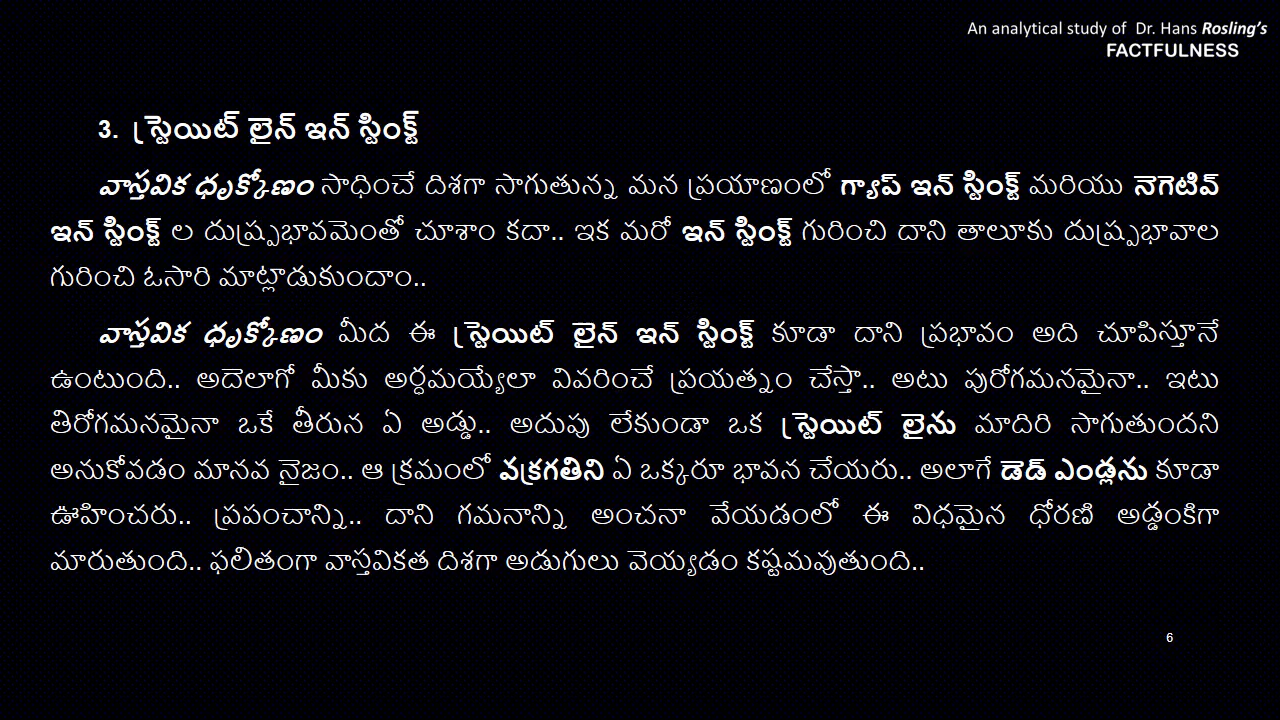 An analytical study of Dr. Hans Rosling's
FACTFULNESS
3. స్ట్రెయిట్ లైన్ ఇన్ స్టింక్ట్
వాస్తవిక ధృక్కోణం సాధించే దిశగా సాగుతున్న మన ప్రయాణంలో గ్యాప్ ఇన్ స్టింక్ట్ మరియు నెగెటివ్
ఇన్ స్టింక్ట్ ల దుష్ప్రభావమెంతో చూశాం కదా.. ఇక మరో ఇన్ స్టింక్ట్ గురించి దాని తాలూకు దుష్ప్రభావాల
గురించి ఓసారి మాట్లాడుకుందాం..
వాస్తవిక ధృక్కోణం మీద ఈ స్ట్రెయిట్ లైన్ ఇన్ స్టింక్ట్ కూడా దాని ప్రభావం అది చూపిస్తూనే
ఉంటుంది.. అదెలాగో మీకు అర్ధమయ్యేలా వివరించే ప్రయత్నం చేస్తా.. అటు పురోగమనమైనా.. ఇటు
తిరోగమనమైనా ఒకే తీరున ఏ అడ్డు.. అదుపు లేకుండా ఒక స్ట్రెయిట్ లైను మాదిరి సాగుతుందని
అనుకోవడం మానవ నైజం.. ఆ క్రమంలో వక్రగతిని ఏ ఒక్కరూ భావన చేయరు.. అలాగే డెడ్ ఎండ్లను కూడా
ఊహించరు.. ప్రపంచాన్ని.. దాని గమనాన్ని అంచనా వేయడంలో ఈ విధమైన ధోరణి అడ్డంకిగా
మారుతుంది.. ఫలితంగా వాస్తవికత దిశగా అడుగులు వెయ్యడం కష్టమవుతుంది..
6